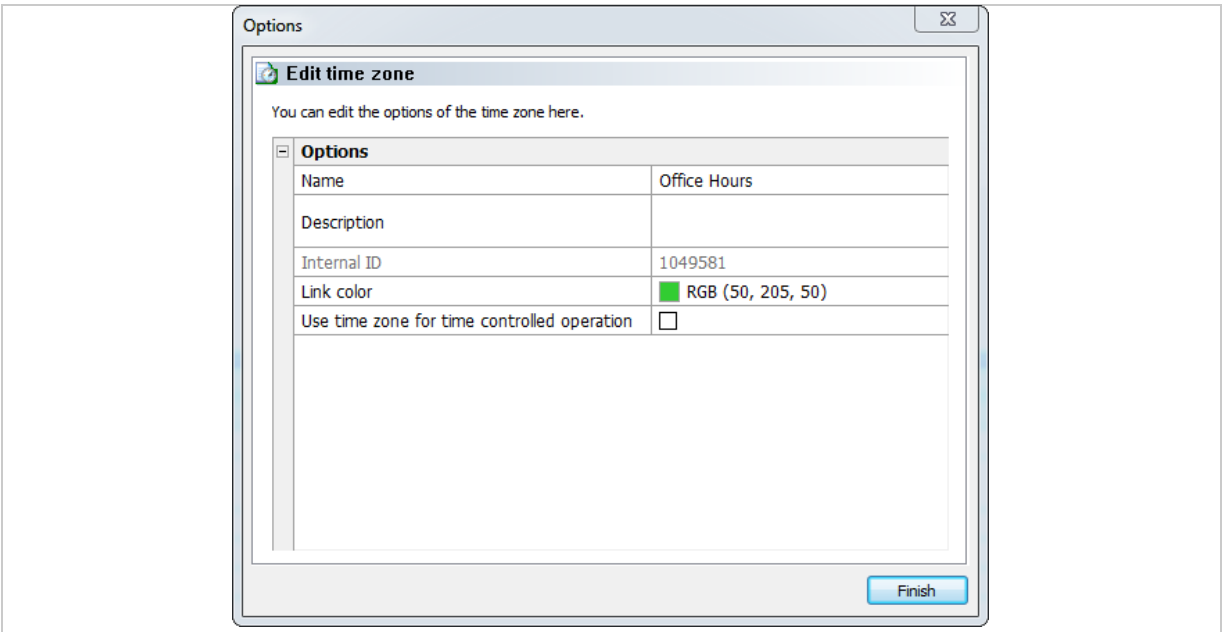 Options
Edit time zone
You can edit the options of the time zone here.
Options
Name Office Hours
Description
Internal ID 1049581
Link color RGB (50, 205, 50)
Use time zone for time controlled operation
Finish